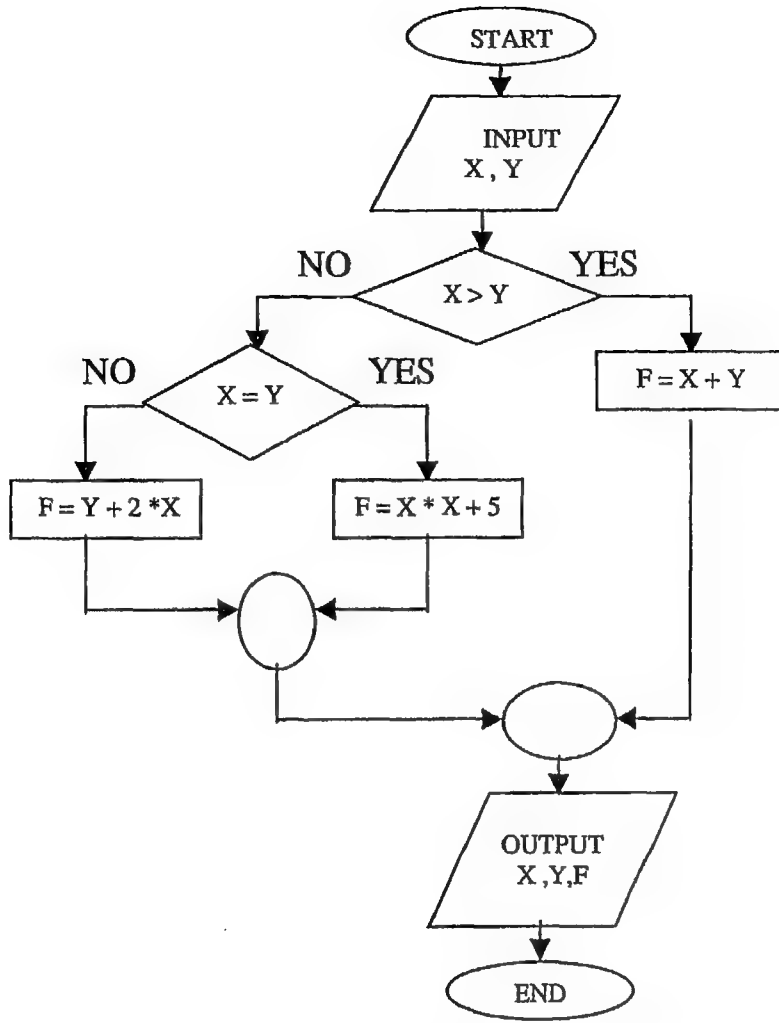 START
INPUT
X , Y
NO
YES
X > Y
NO
YES
X = Y
F = X + Y
F = Y + 2 *X
F = X * X + 5
OUTPUT
X ,Y,F
END